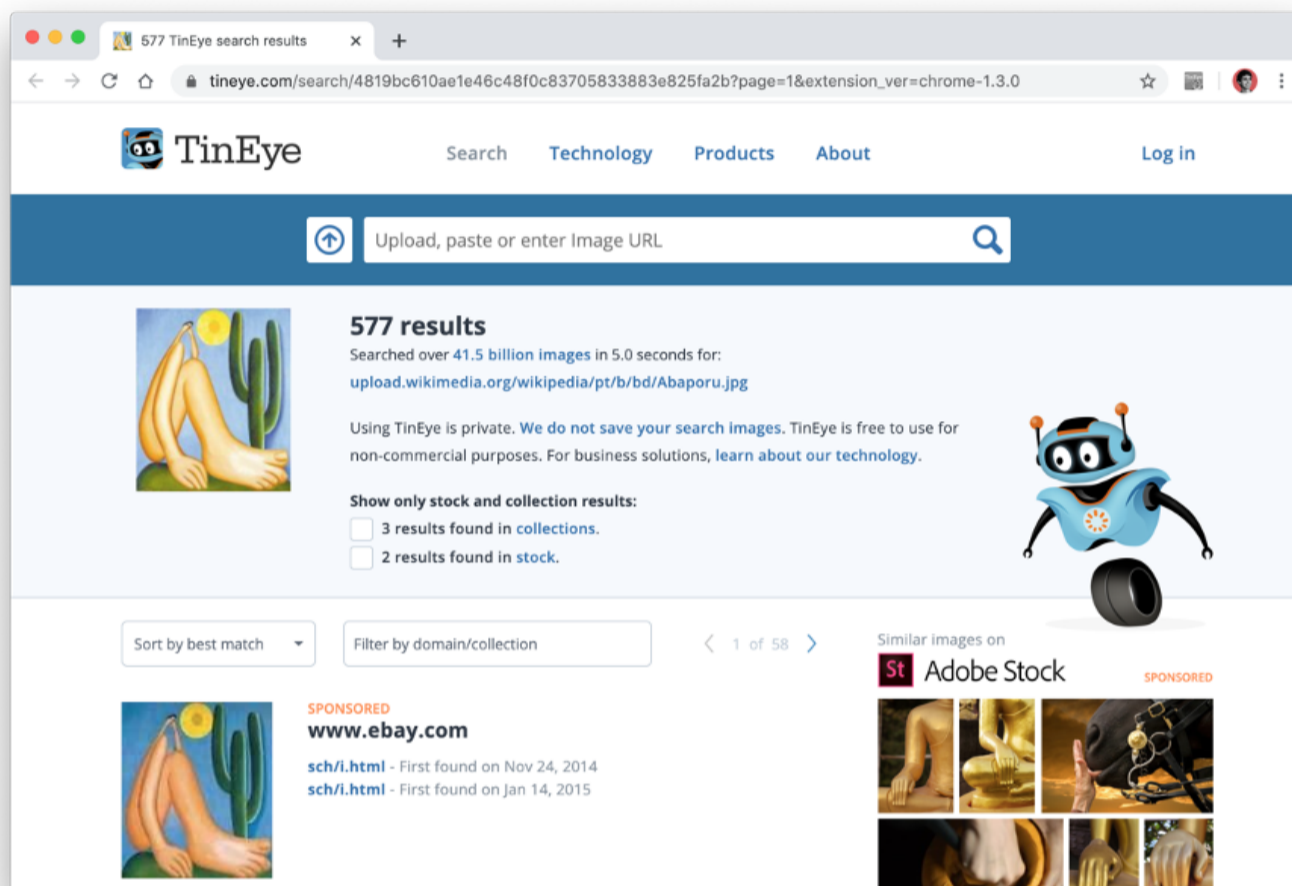 577 TinEye search results
tineye.com/search/4819bc610ae1e46c48f0c83705833883e825fa2b?page=1&extension_ver=chrome-1.3.0
TinEye
Search Technology Products About Log in
Upload, paste or enter Image URL
577 results
Searched over 41.5 billion images in 5.0 seconds for:
upload.wikimedia.org/wikipedia/pt/b/bd/Abaporu.jpg
Using TinEye is private. We do not save your search images. TinEye is free to use for
non-commercial purposes. For business solutions, learn about our technology.
Show only stock and collection results:
3 results found in collections.
2 results found in stock.
Sort by best match
Filter by domain/collection
1 of 58
Similar images on
St Adobe Stock
SPONSORED
SPONSORED
www.ebay.com
sch/i.html - First found on Nov 24, 2014
sch/i.html - First found on Jan 14, 2015